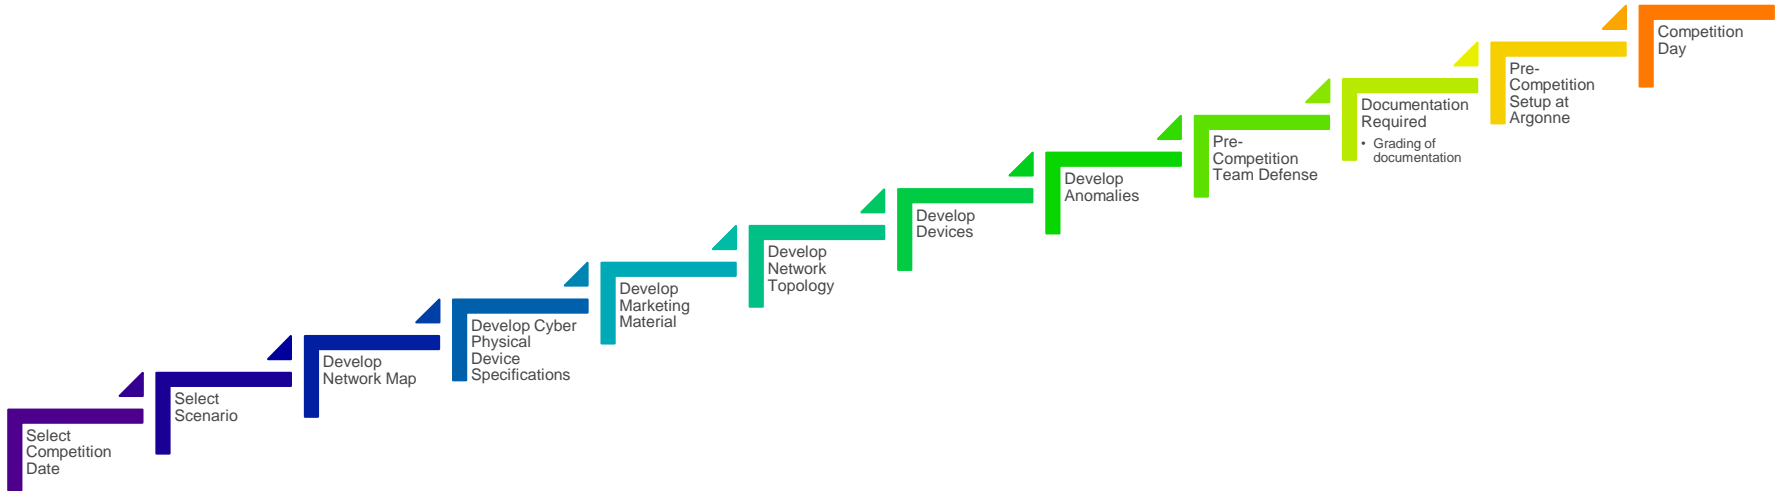 Select
Competition
Date
Select
Scenario
Develop
Network Map
Develop Cyber
Physical
Device
Specifications
Develop
Marketing
Material
Develop
Network
Topology
Develop
Devices
Develop
Anomalies
Pre-
Competition
Team Defense
Documentation
Required
• Grading of
documentation
Pre-
Competition
Setup at
Argonne
Competition
Day